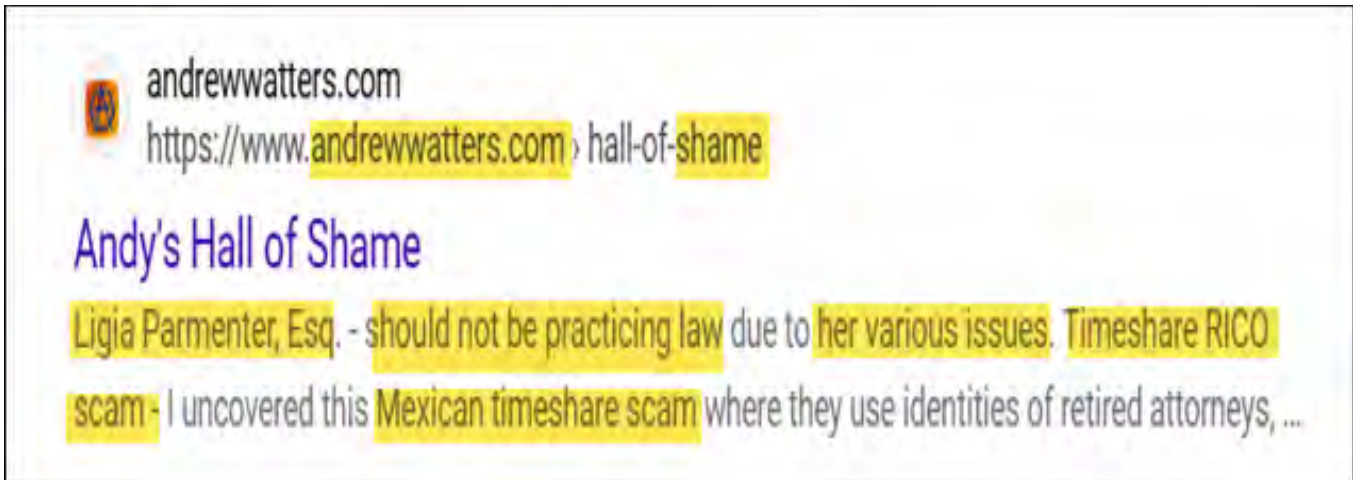 andrewwatters.com
https://www.andrewwatters.com › hall-of-shame
Andy's Hall of Shame
Ligia Parmenter, Esq. - should not be practicing law due to her various issues. Timeshare RICO
scam - I uncovered this Mexican timeshare scam where they use identities of retired attorneys, ...